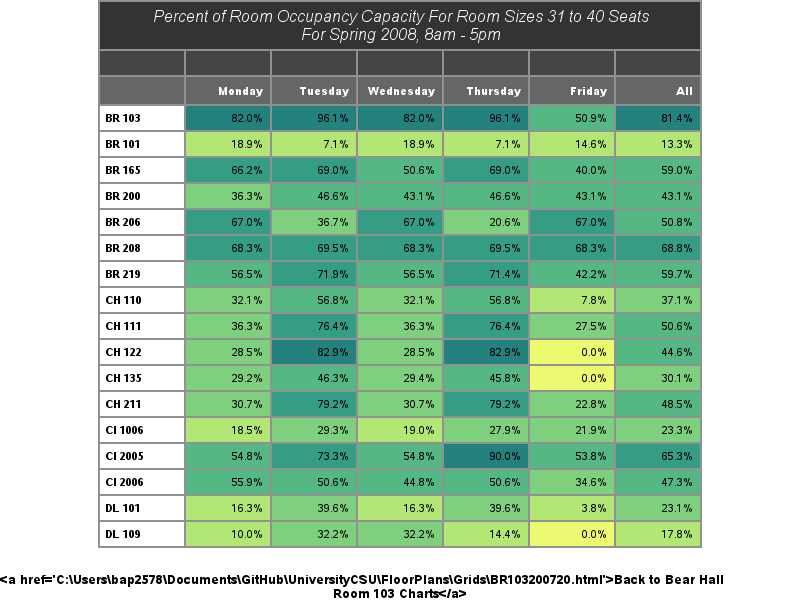 Percent of Room Occupancy Capacity For Room Sizes 31 to 40 Seats
For Spring 2008, 8am - 5pm
Monday Tuesday Wednesday Thursday Friday All
BR 103 82.0% 96.1% 82.0% 96.1% 50.9% 81.4%
BR 101 18.9% 7.1% 18.9% 7.1% 14.6% 13.3%
BR 165 66.2% 69.0% 50.6% 69.0% 40.0% 59.0%
BR 200 36.3% 46.6% 43.1% 46.6% 43.1% 43.1%
BR 206 67.0% 36.7% 67.0% 20.6% 67.0% 50.8%
BR 208 68.3% 69.5% 68.3% 69.5% 68.3% 68.8%
BR 219 56.5% 71.9% 56.5% 71.4% 42.2% 59.7%
CH 110 32.1% 56.8% 32.1% 56.8% 7.8% 37.1%
CH 111 36.3% 76.4% 36.3% 76.4% 27.5% 50.6%
CH 122 28.5% 82.9% 28.5% 82.9% 0.0% 44.6%
CH 135 29.2% 46.3% 29.4% 45.8% 0.0% 30.1%
CH 211 30.7% 79.2% 30.7% 79.2% 22.8% 48.5%
CI 1006 18.5% 29.3% 19.0% 27.9% 21.9% 23.3%
CI 2005 54.8% 73.3% 54.8% 90.0% 53.8% 65.3%
CI 2006 55.9% 50.6% 44.8% 50.6% 34.6% 47.3%
DL 101 16.3% 39.6% 16.3% 39.6% 3.8% 23.1%
DL 109 10.0% 32.2% 32.2% 14.4% 0.0% 17.8%
<a href='C:\Users\bap2578\Documents\GitHub\UniversityCSU\FloorPlans\Grids\BR103200720.html'>Back to Bear Hall
Room 103 Charts</a>